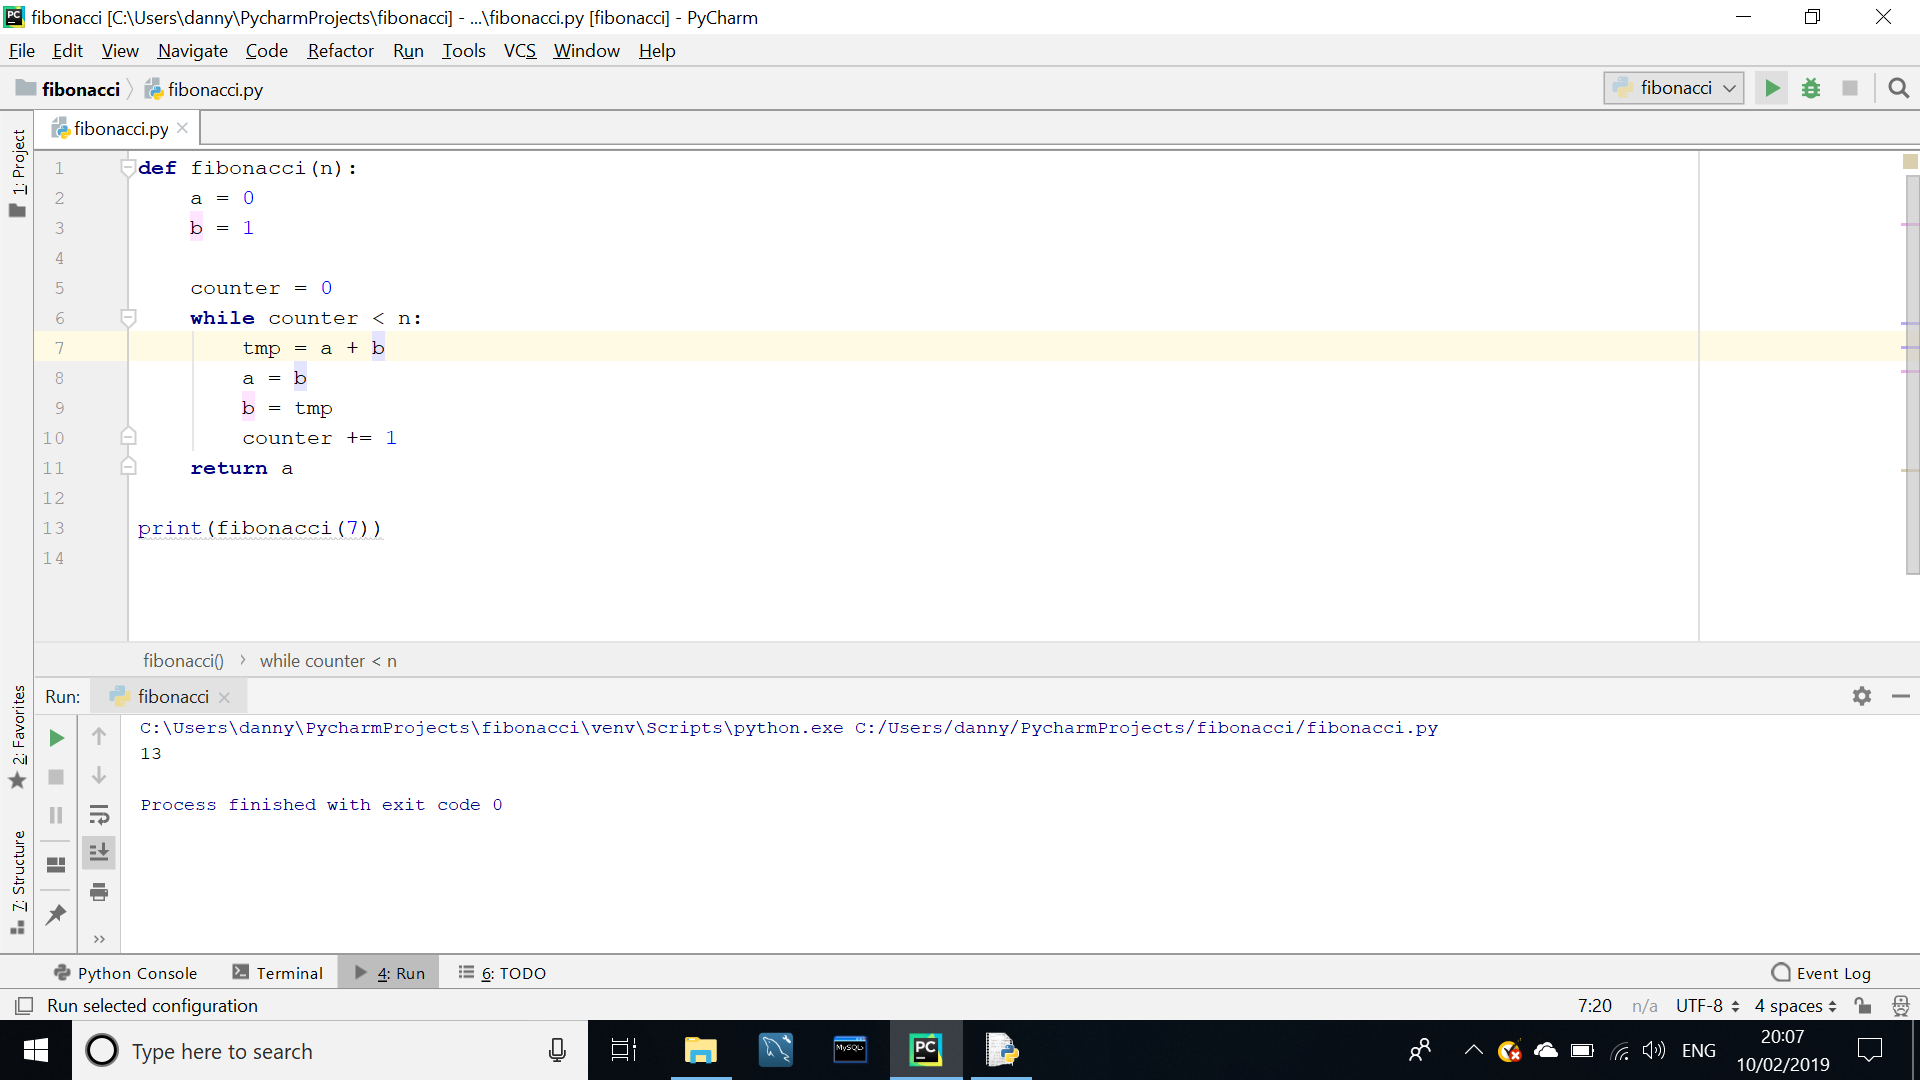 fibonacci [C:\Users\danny\PycharmProjects\fibonacci] - ...\fibonacci.py [fibonacci] - PyCharm
File Edit View Navigate Code Refactor Run Tools VCS Window Help
fibonacci fibonacci.py fibonacci
fibonacci.py
1: Project
1 def fibonacci(n):
2     a = 0
3     b = 1
4
5     counter = 0
6     while counter < n:
7         tmp = a + b
8         a = b
9         b = tmp
10         counter += 1
11     return a
12
13 print(fibonacci(7))
14
fibonacci() › while counter < n
Run: fibonacci
2: Favorites
7: Structure
C:\Users\danny\PycharmProjects\fibonacci\venv\Scripts\python.exe C:/Users/danny/PycharmProjects/fibonacci/fibonacci.py
13
Process finished with exit code 0
Python Console Terminal 4: Run 6: TODO Event Log
Run selected configuration 7:20 n/a UTF-8 4 spaces
Type here to search MySQL PC ENG 20:07
10/02/2019